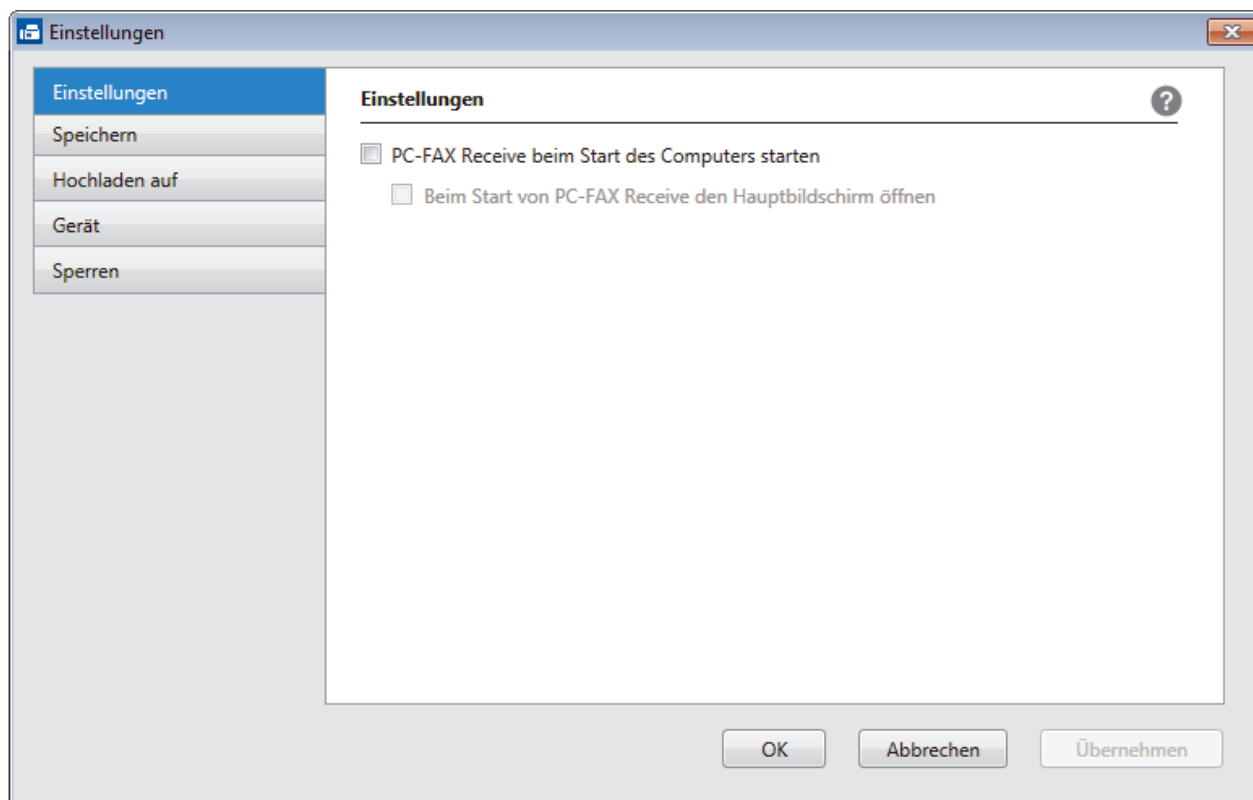 Einstellungen
Einstellungen
Speichern
Hochladen auf
Gerät
Sperren
Einstellungen
?
PC-FAX Receive beim Start des Computers starten
Beim Start von PC-FAX Receive den Hauptbildschirm öffnen
OK
Abbrechen
Übernehmen